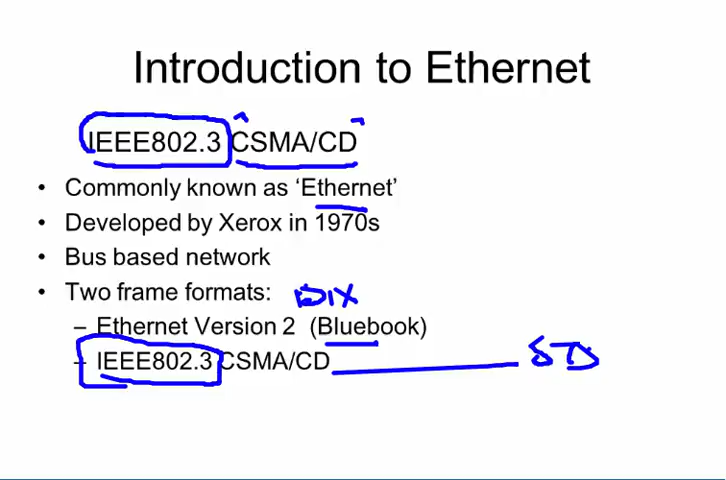 Introduction to Ethernet
IEEE802.3 CSMA/CD
• Commonly known as ‘Ethernet’
• Developed by Xerox in 1970s
• Bus based network
• Two frame formats: DIX
– Ethernet Version 2 (Bluebook)
– IEEE802.3 CSMA/CD STD